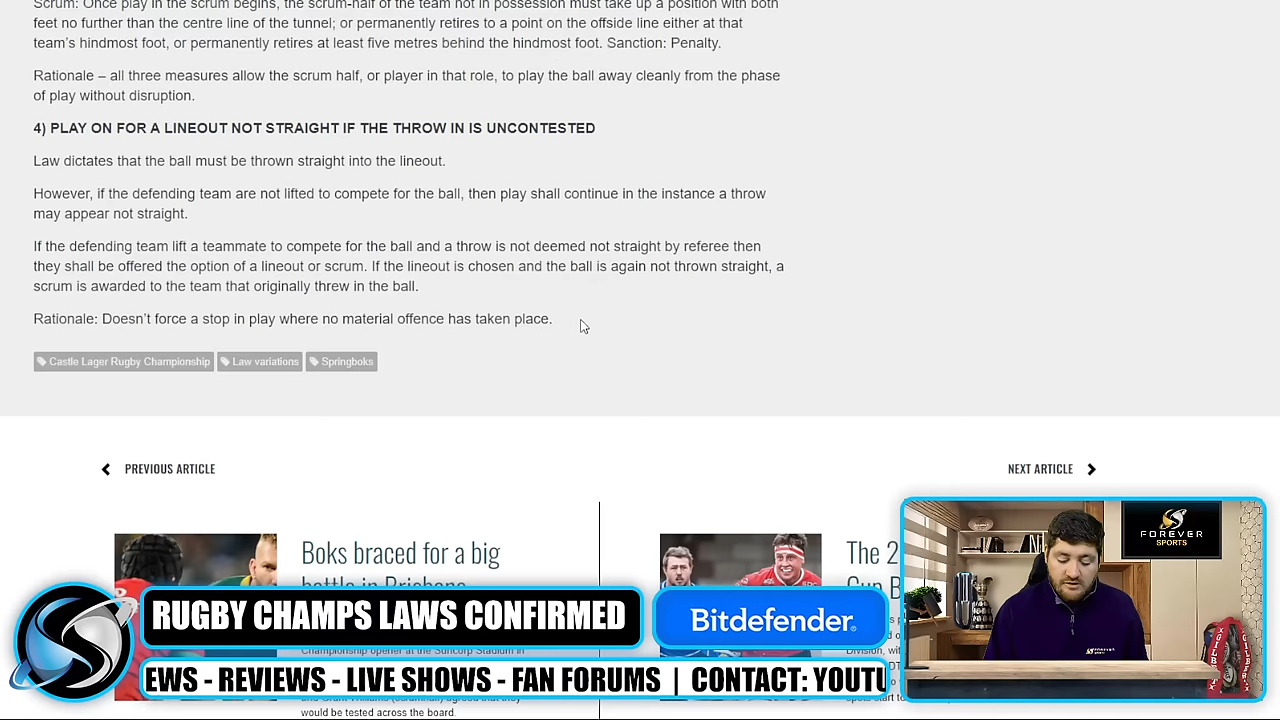 Scrum: Once play in the scrum begins, the scrum-half of the team not in possession must take up a position with both
feet no further than the centre line of the tunnel; or permanently retires to a point on the offside line either at that
team's hindmost foot, or permanently retires at least five metres behind the hindmost foot. Sanction: Penalty.
Rationale – all three measures allow the scrum half, or player in that role, to play the ball away cleanly from the phase
of play without disruption.
4) PLAY ON FOR A LINEOUT NOT STRAIGHT IF THE THROW IN IS UNCONTESTED
Law dictates that the ball must be thrown straight into the lineout.
However, if the defending team are not lifted to compete for the ball, then play shall continue in the instance a throw
may appear not straight.
If the defending team lift a teammate to compete for the ball and a throw is not deemed not straight by referee then
they shall be offered the option of a lineout or scrum. If the lineout is chosen and the ball is again not thrown straight, a
scrum is awarded to the team that originally threw in the ball.
Rationale: Doesn't force a stop in play where no material offence has taken place.
Castle Lager Rugby Championship
Law variations
Springboks
PREVIOUS ARTICLE
NEXT ARTICLE
Boks braced for a big
battle in Brisbane
The 2
Cup B
FOREVER
SPORTS
RUGBY CHAMPS LAWS CONFIRMED
Bitdefender
EWS - REVIEWS - LIVE SHOWS - FAN FORUMS | CONTACT: YOUTU
would be tested across the board.